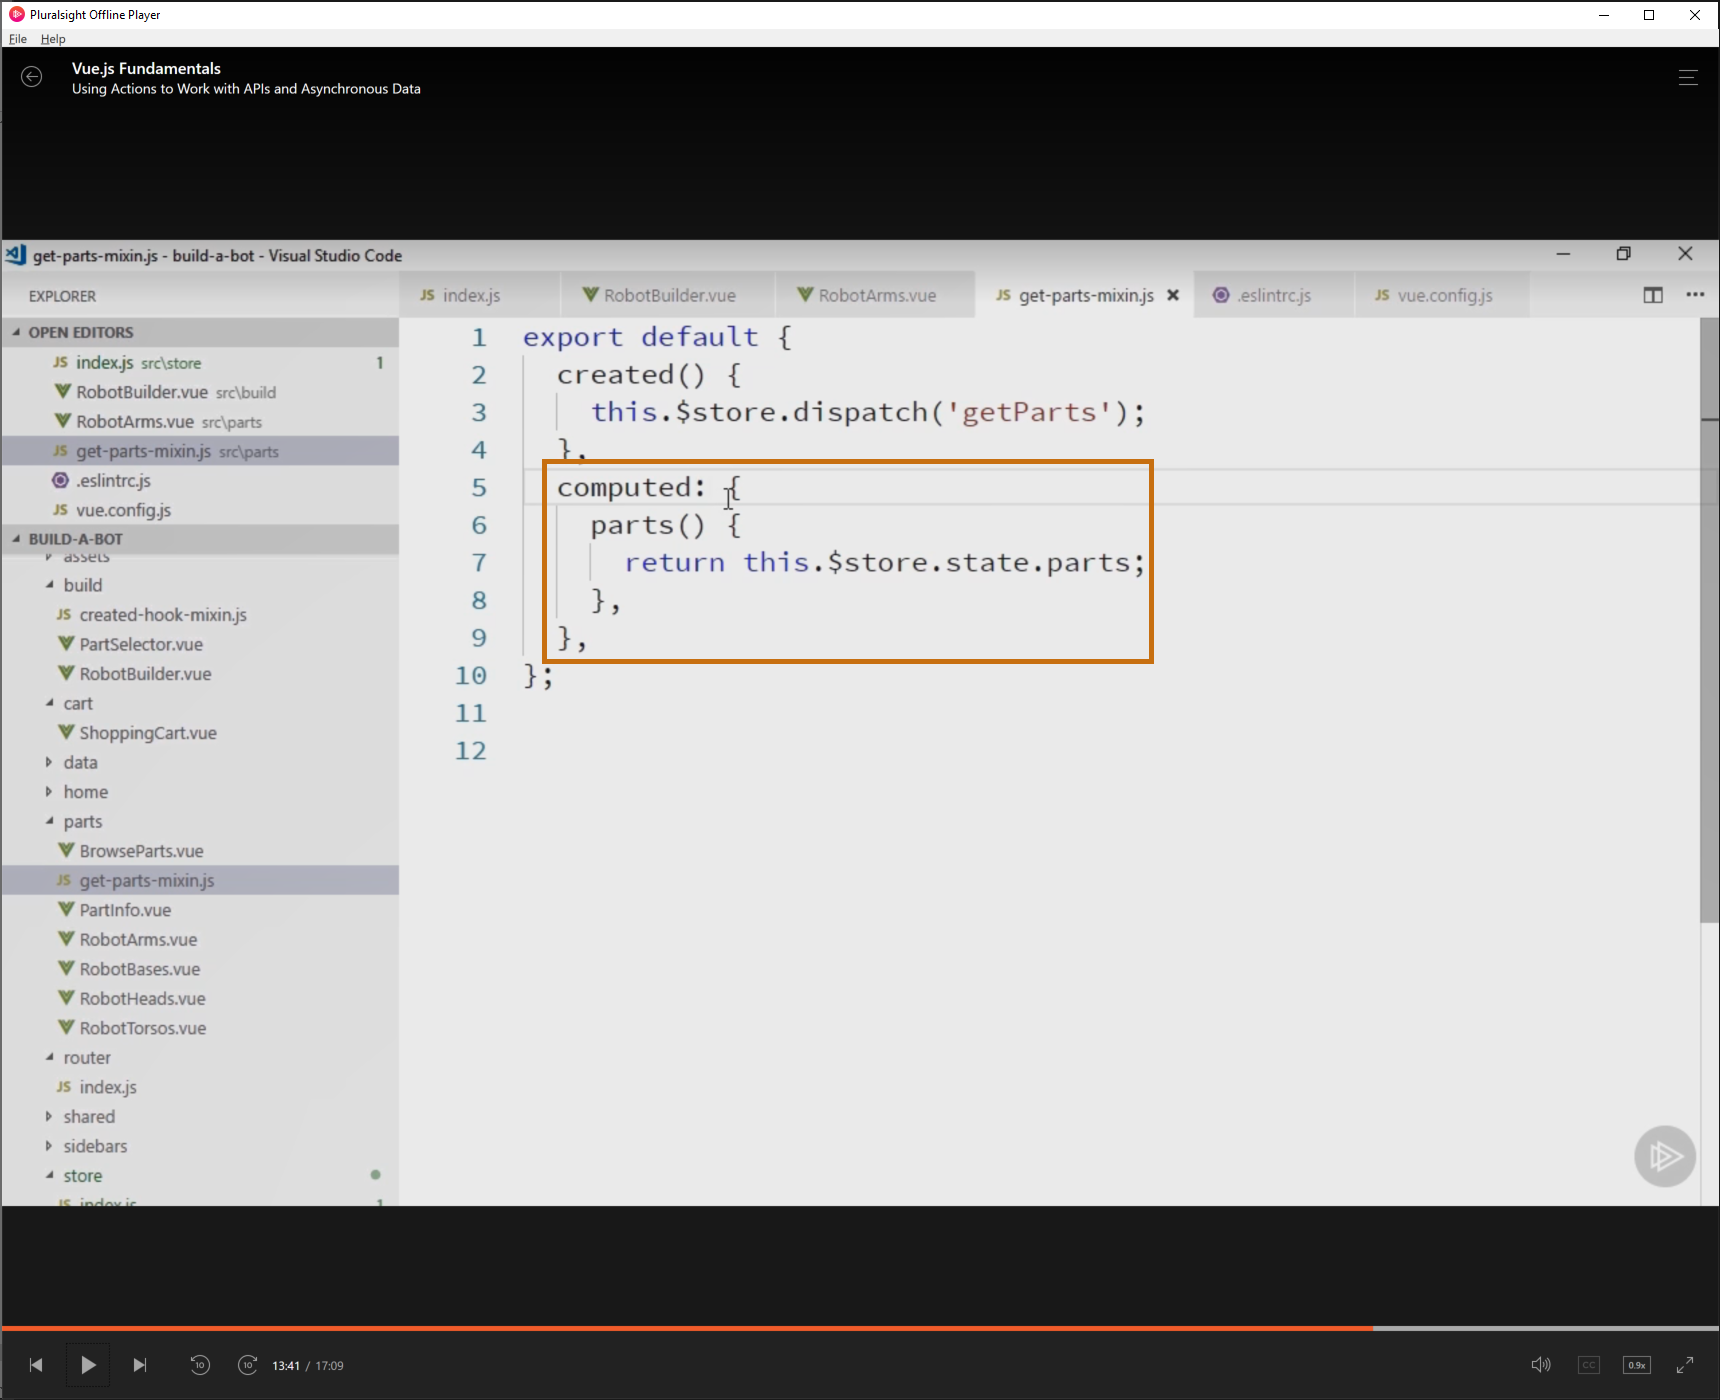 Pluralsight Offline Player
File Help
Vue.js Fundamentals
Using Actions to Work with APIs and Asynchronous Data
get-parts-mixin.js - build-a-bot - Visual Studio Code
EXPLORER
JS index.js RobotBuilder.vue RobotArms.vue JS get-parts-mixin.js .eslintrc.js JS vue.config.js
OPEN EDITORS
JS index.js src\store 1
RobotBuilder.vue src\build
RobotArms.vue src\parts
JS get-parts-mixin.js src\parts
.eslintrc.js
JS vue.config.js
BUILD-A-BOT
assets
build
JS created-hook-mixin.js
PartSelector.vue
RobotBuilder.vue
cart
ShoppingCart.vue
data
home
parts
BrowseParts.vue
JS get-parts-mixin.js
PartInfo.vue
RobotArms.vue
RobotBases.vue
RobotHeads.vue
RobotTorsos.vue
router
JS index.js
shared
sidebars
store
JS index.js 1
1 export default {
2 created() {
3 this.$store.dispatch('getParts');
4 },
5 computed: {
6 parts() {
7 return this.$store.state.parts;
8 },
9 },
10 };
11
12
10 10 13:41 / 17:09 CC 0.9x